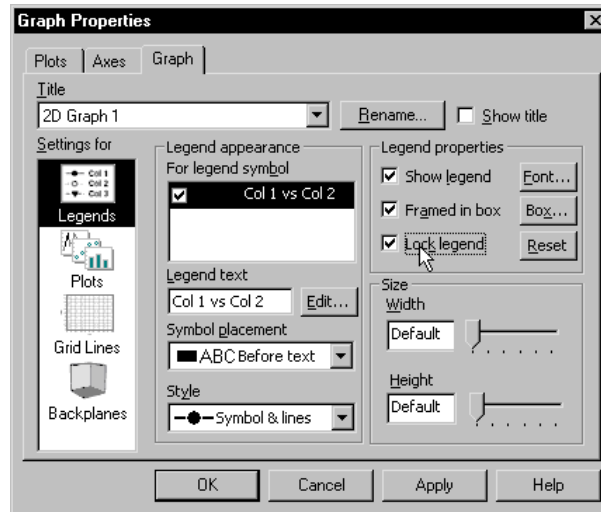 Graph Properties
Plots Axes Graph
Title
2D Graph 1 Rename... Show title
Settings for
Col 1
Col 2
Col 3
Legends
Plots
Grid Lines
Backplanes
Legend appearance
For legend symbol
Col 1 vs Col 2
Legend text
Col 1 vs Col 2 Edit...
Symbol placement
ABC Before text
Style
Symbol & lines
Legend properties
Show legend Font...
Framed in box Box...
Lock legend Reset
Size
Width
Default
Height
Default
OK Cancel Apply Help